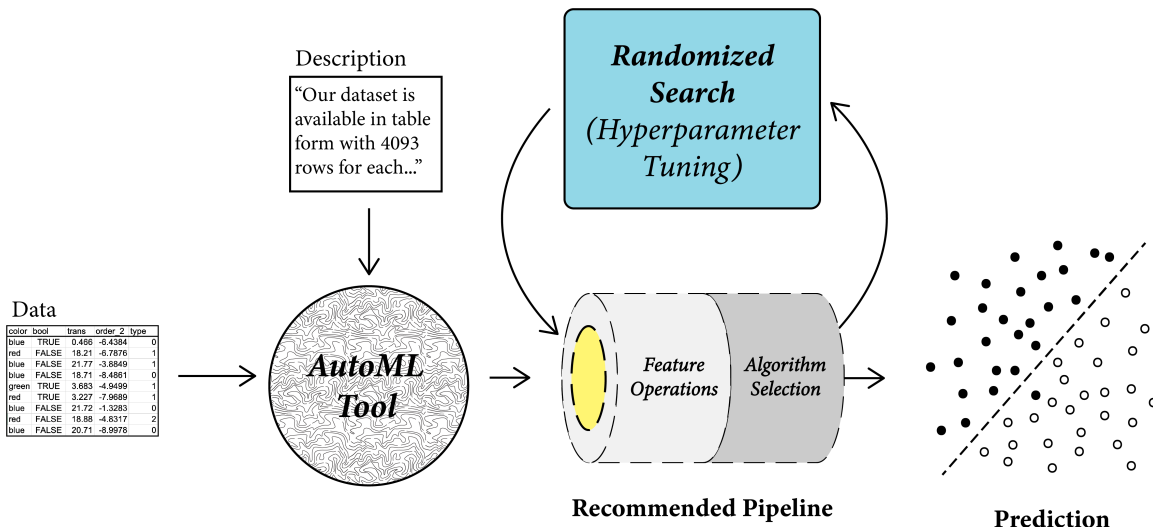 Description
“Our dataset is
available in table
form with 4093
rows for each...”
Randomized
Search
(Hyperparameter
Tuning)
Data
color bool trans order_2 type
blue TRUE 0.466 -6.4384 0
red FALSE 18.21 -6.7876 1
blue FALSE 21.77 -3.8849 1
blue FALSE 18.71 -8.4861 0
green TRUE 3.683 -4.9499 1
red TRUE 3.227 -7.9689 1
blue FALSE 21.72 -1.3283 0
red FALSE 18.88 -4.8317 2
blue FALSE 20.71 -8.9978 0
AutoML
Tool
Feature
Operations
Algorithm
Selection
Recommended Pipeline
Prediction